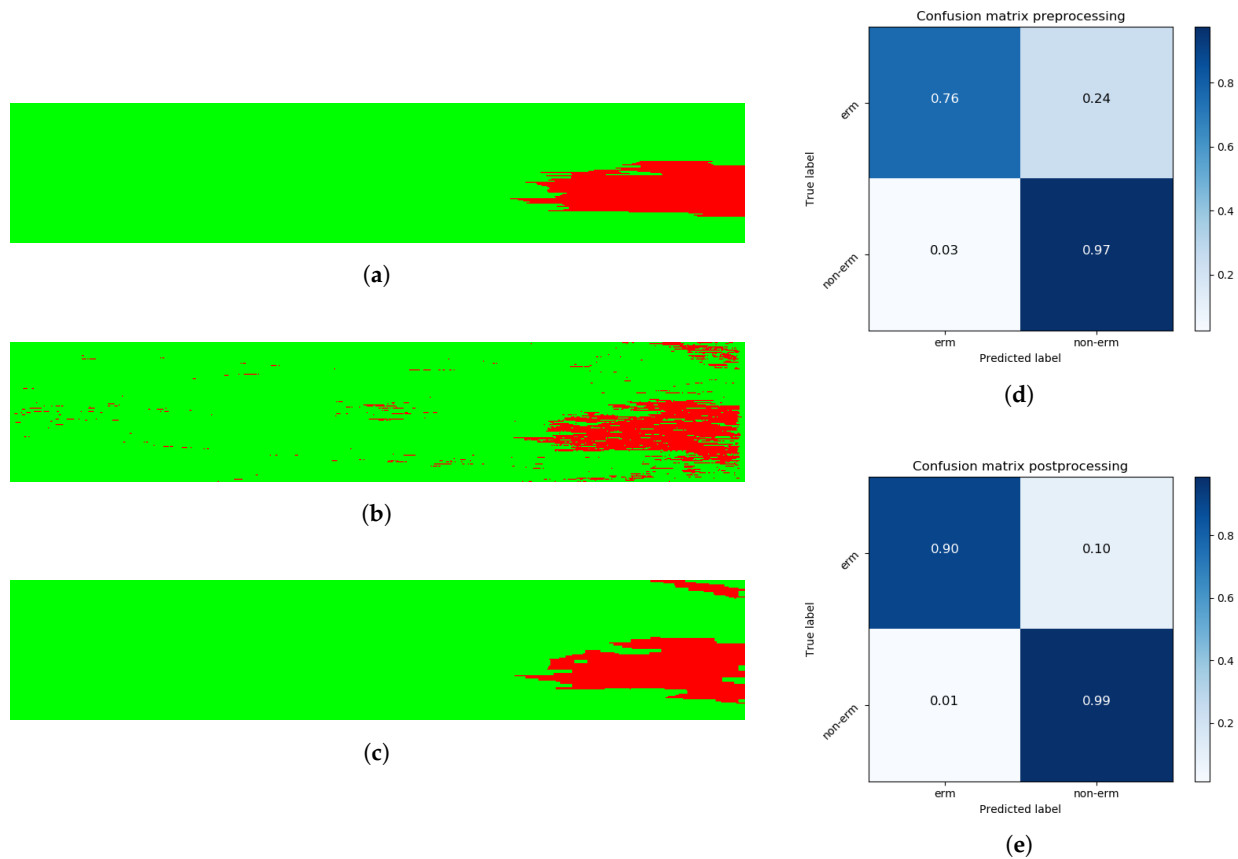 (a)
(b)
(c)
Confusion matrix preprocessing
erm
0.76
0.24
non-erm
0.03
0.97
True label
erm
non-erm
Predicted label
0.8
0.6
0.4
0.2
(d)
Confusion matrix postprocessing
erm
0.90
0.10
non-erm
0.01
0.99
True label
erm
non-erm
Predicted label
0.8
0.6
0.4
0.2
(e)